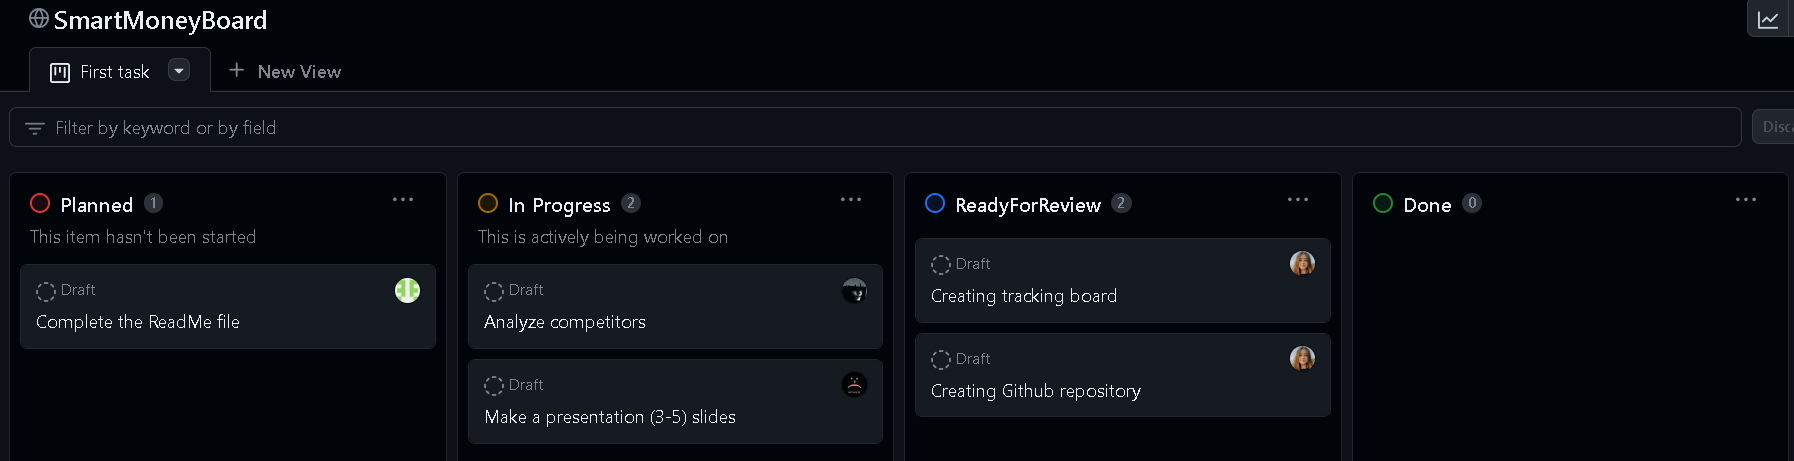 SmartMoneyBoard
First task
New View
Filter by keyword or by field
Planned 1
This item hasn't been started
Draft
Complete the ReadMe file
In Progress 2
This is actively being worked on
Draft
Analyze competitors
Draft
Make a presentation (3-5) slides
ReadyForReview 2
Draft
Creating tracking board
Draft
Creating Github repository
Done 0